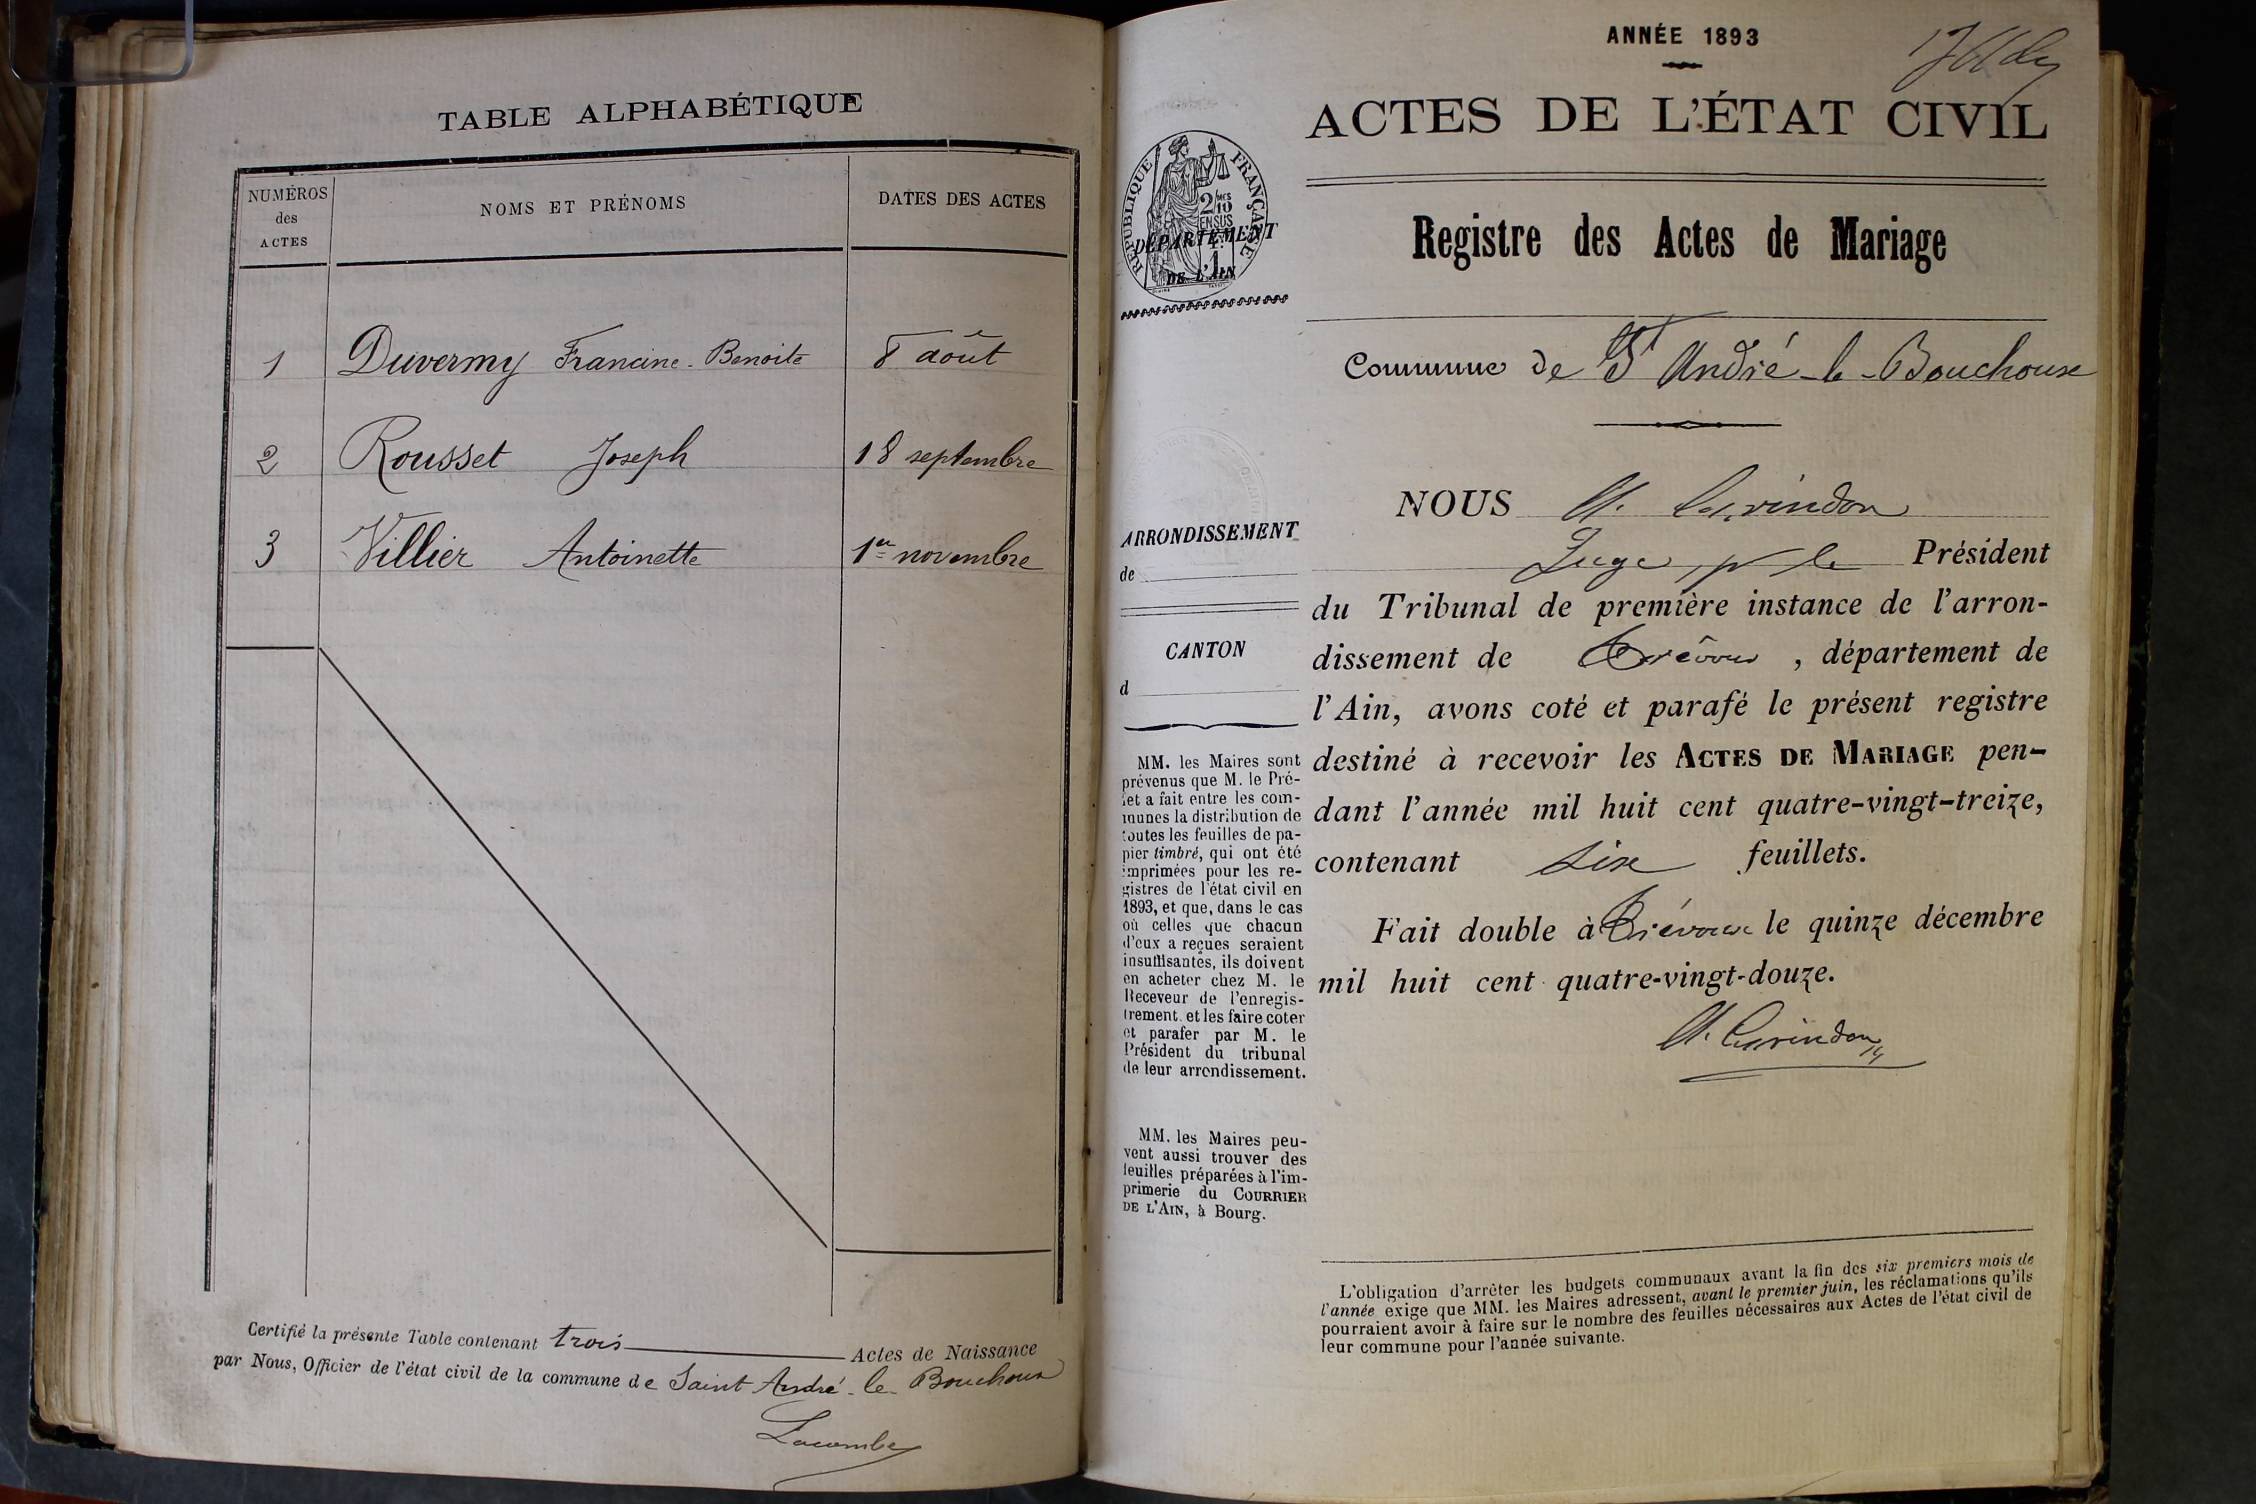 TABLE ALPHABÉTIQUE
NUMÉROS
des
ACTES
NOMS ET PRÉNOMS
DATES DES ACTES
1 Duvermy Francine-Benoite 8 août
2 Rousset Joseph 18 septembre
3 Villier Antoinette 1er novembre
Certifié la présente Table contenant trois Actes de Naissance
par Nous, Officier de l'état civil de la commune de Saint André-le-Bouchoux
Lacombe
ANNÉE 1893
ACTES DE L'ÉTAT CIVIL
RÉPUBLIQUE FRANÇAISE
2/10
EN SUS
DÉPARTEMENT
DE L'AIN
Registre des Actes de Mariage
Commune de St André-le-Bouchoux
ARRONDISSEMENT
de
CANTON
d
MM. les Maires sont
prévenus que M. le Pré-
fet a fait entre les com-
munes la distribution de
toutes les feuilles de pa-
pier timbré, qui ont été
imprimées pour les re-
gistres de l'état civil en
1893, et que, dans le cas
où celles que chacun
d'eux a reçues seraient
insuffisantes, ils doivent
en acheter chez M. le
Receveur de l'enregis-
trement, et les faire coter
et parafer par M. le
Président du tribunal
de leur arrondissement.
MM. les Maires peu-
vent aussi trouver des
feuilles préparées à l'im-
primerie du COURRIER
DE L'AIN, à Bourg.
NOUS
Juge, pr le Président
du Tribunal de première instance de l'arron-
dissement de Trévoux, département de
l'Ain, avons coté et parafé le présent registre
destiné à recevoir les ACTES DE MARIAGE pen-
dant l'année mil huit cent quatre-vingt-treize,
contenant six feuillets.
Fait double à Trévoux le quinze décembre
mil huit cent quatre-vingt-douze.
L'obligation d'arrêter les budgets communaux avant la fin des six premiers mois de
l'année exige que MM. les Maires adressent, avant le premier juin, les réclamations qu'ils
pourraient avoir à faire sur le nombre des feuilles nécessaires aux Actes de l'état civil de
leur commune pour l'année suivante.